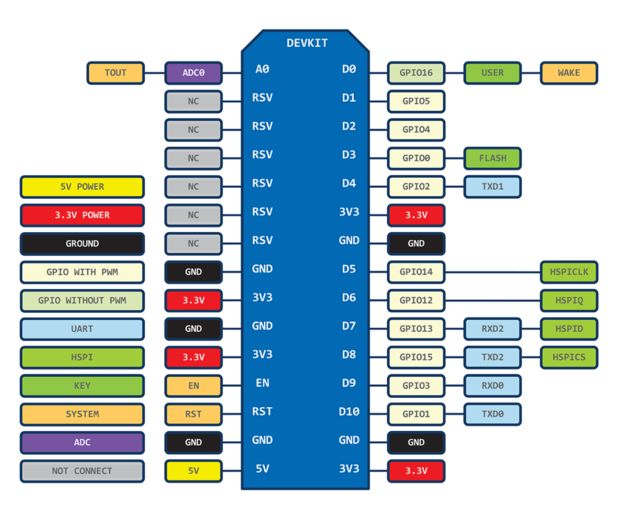 DEVKIT
TOUT ADC0 A0 D0 GPIO16 USER WAKE
NC RSV D1 GPIO5
NC RSV D2 GPIO4
NC RSV D3 GPIO0 FLASH
5V POWER NC RSV D4 GPIO2 TXD1
3.3V POWER NC RSV 3V3 3.3V
GROUND NC RSV GND GND
GPIO WITH PWM GND GND D5 GPIO14 HSPICLK
GPIO WITHOUT PWM 3.3V 3V3 D6 GPIO12 HSPIQ
UART GND GND D7 GPIO13 RXD2 HSPID
HSPI 3.3V 3V3 D8 GPIO15 TXD2 HSPICS
KEY EN EN D9 GPIO3 RXD0
SYSTEM RST RST D10 GPIO1 TXD0
ADC GND GND GND GND
NOT CONNECT 5V 5V 3V3 3.3V